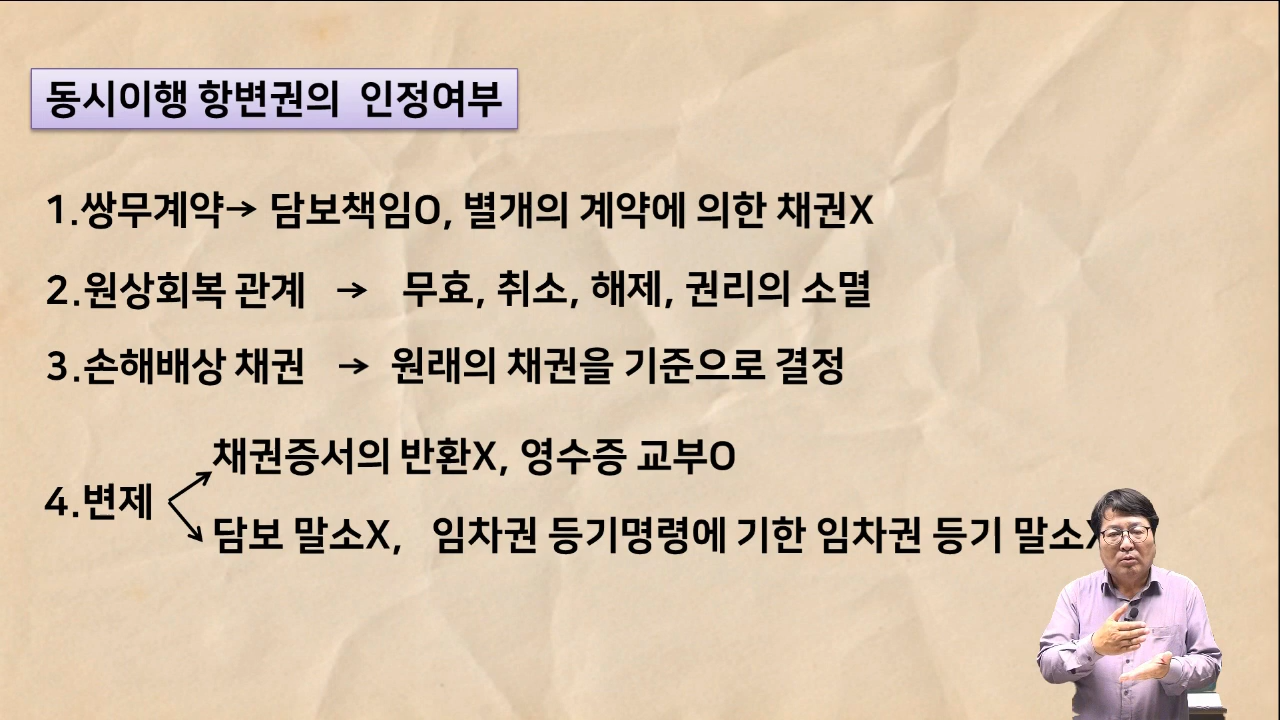 동시이행 항변권의 인정여부
1.쌍무계약→ 담보책임O, 별개의 계약에 의한 채권X
2.원상회복 관계 → 무효, 취소, 해제, 권리의 소멸
3.손해배상 채권 → 원래의 채권을 기준으로 결정
채권증서의 반환X, 영수증 교부O
4.변제
담보 말소X, 임차권 등기명령에 기한 임차권 등기 말소X